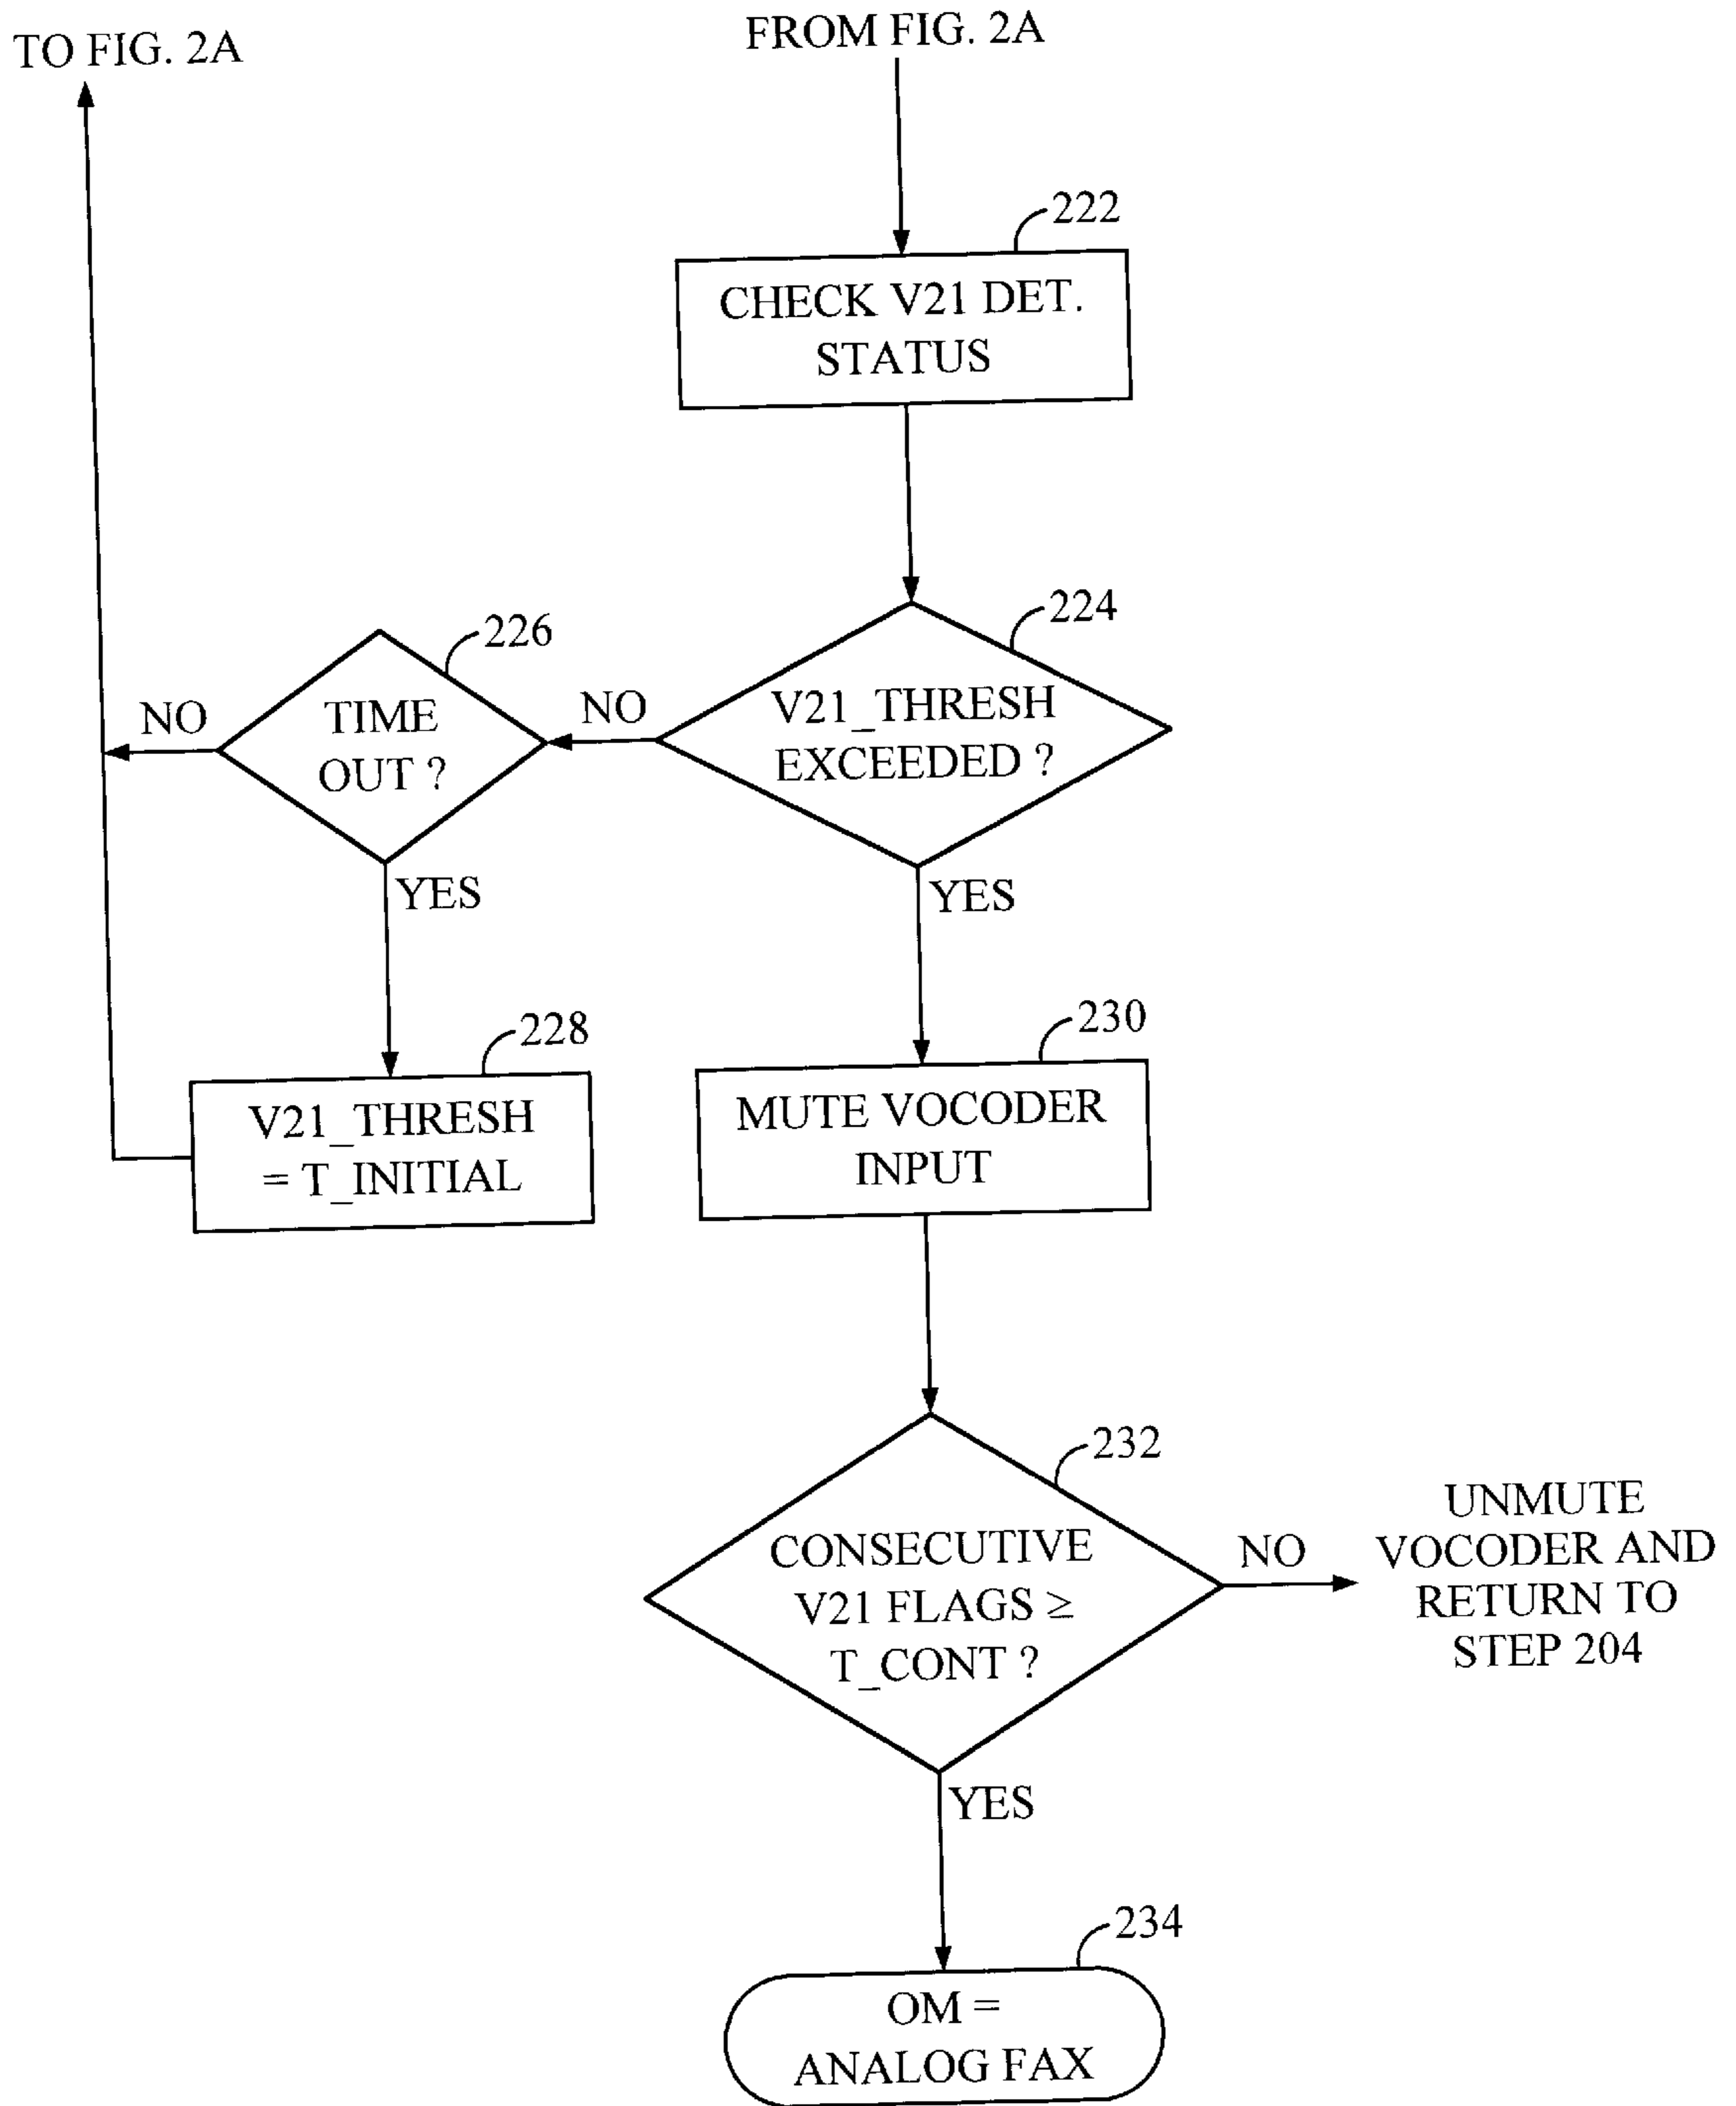 TO FIG. 2A
FROM FIG. 2A
222
CHECK V21 DET.
STATUS
224
V21_THRESH
EXCEEDED ?
NO
226
TIME
OUT ?
NO
YES
YES
228
V21_THRESH
= T_INITIAL
230
MUTE VOCODER
INPUT
232
CONSECUTIVE
V21 FLAGS ≥
T_CONT ?
NO
UNMUTE
VOCODER AND
RETURN TO
STEP 204
YES
234
OM =
ANALOG FAX